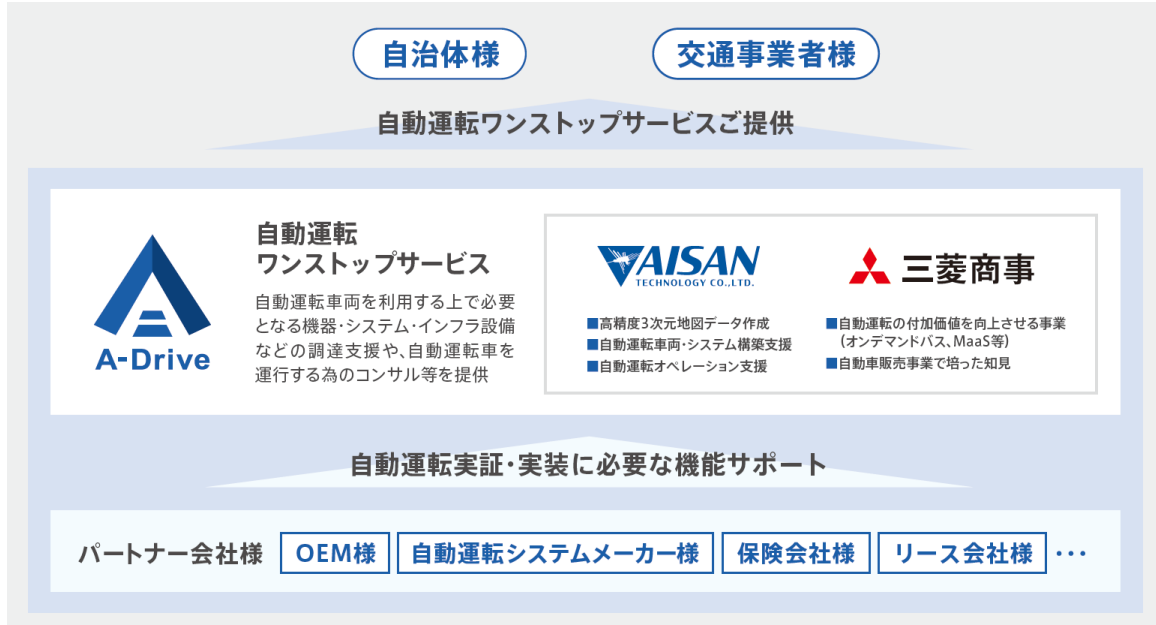 自治体様
交通事業者様
自動運転ワンストップサービスご提供
A-Drive
自動運転
ワンストップサービス
自動運転車両を利用する上で必要
となる機器・システム・インフラ設備
などの調達支援や、自動運転車を
運行する為のコンサル等を提供
AISAN
TECHNOLOGY CO.,LTD.
■高精度3次元地図データ作成
■自動運転車両・システム構築支援
■自動運転オペレーション支援
三菱商事
■自動運転の付加価値を向上させる事業
(オンデマンドバス、MaaS等)
■自動車販売事業で培った知見
自動運転実証・実装に必要な機能サポート
パートナー会社様
OEM様
自動運転システムメーカー様
保険会社様
リース会社様
・・・